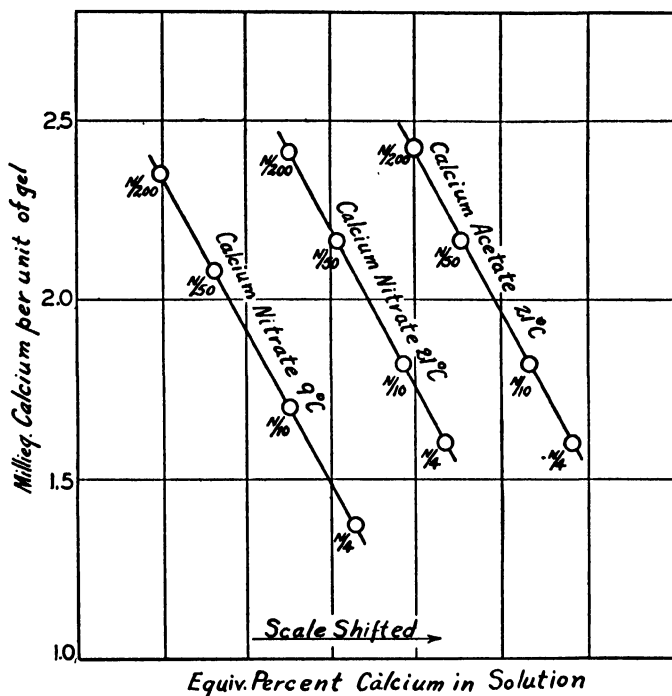 Millieq. Calcium per unit of gel
2.5
2.0
1.5
1.0
N/200
N/50
N/10
N/4
Calcium Nitrate 9°C
N/200
N/50
N/10
N/4
Calcium Nitrate 21°C
N/200
N/50
N/10
N/4
Calcium Acetate 21°C
Scale Shifted
Equiv. Percent Calcium in Solution